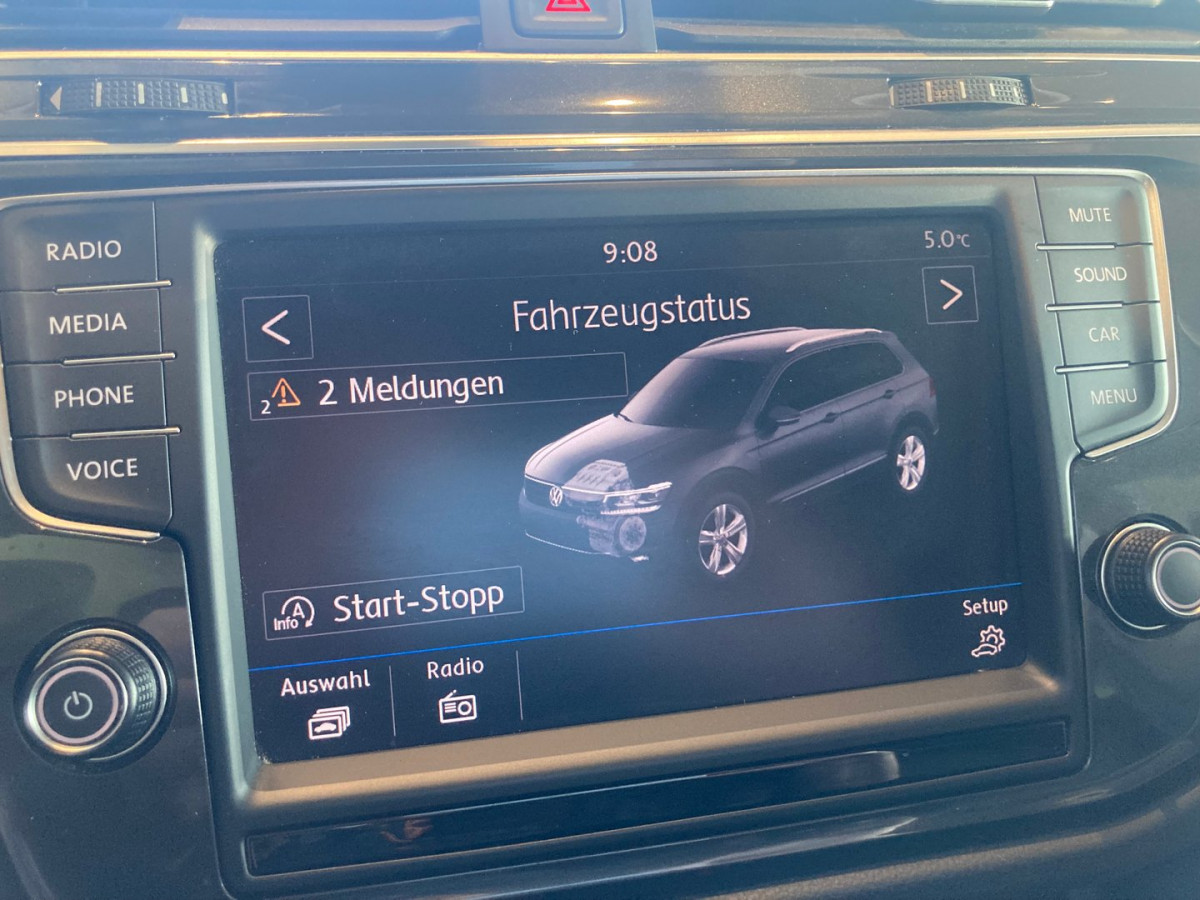 RADIO
MEDIA
PHONE
VOICE
9:08
5.0°C
Fahrzeugstatus
2 2 Meldungen
A
Info Start-Stopp
Auswahl
Radio
Setup
MUTE
SOUND
CAR
MENU